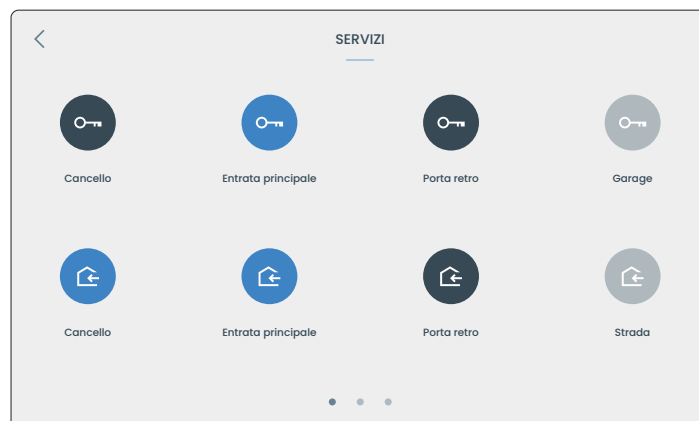 SERVIZI
Cancello
Entrata principale
Porta retro
Garage
Cancello
Entrata principale
Porta retro
Strada